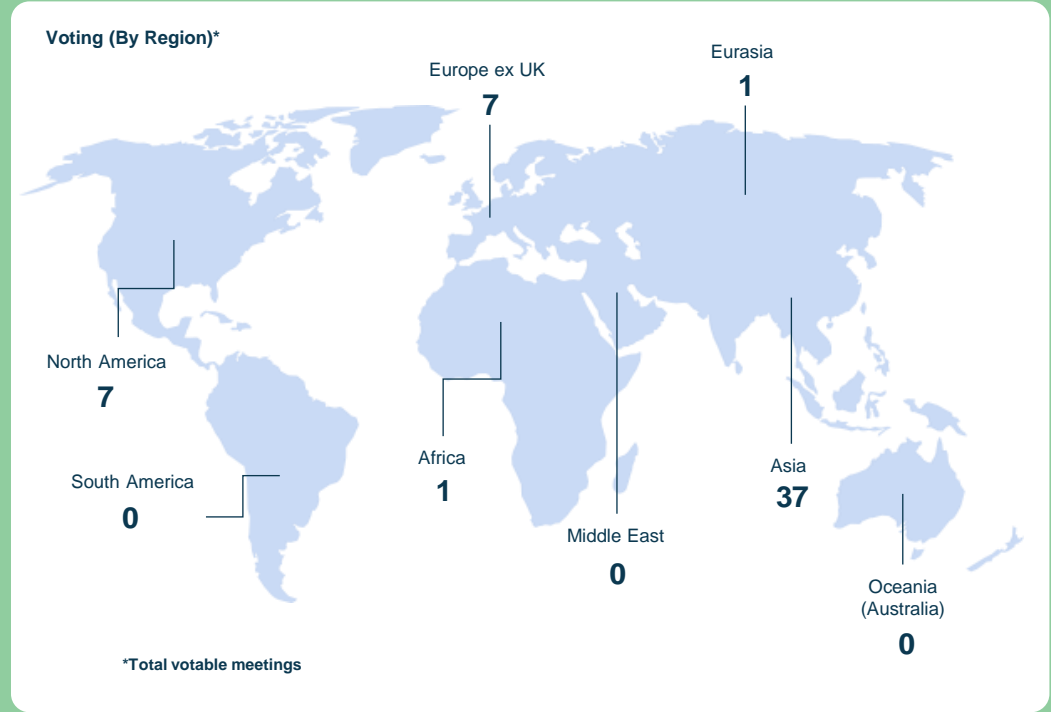 Voting (By Region)*
Eurasia
1
Europe ex UK
7
North America
7
South America
0
Africa
1
Middle East
0
Asia
37
Oceania
(Australia)
0
*Total votable meetings